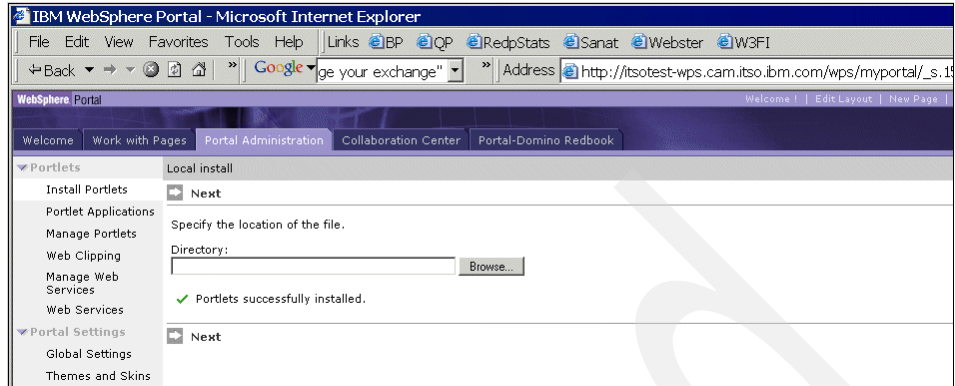 IBM WebSphere Portal - Microsoft Internet Explorer
File Edit View Favorites Tools Help Links BP QP RedpStats Sanat Webster W3FI
Back » Google ge your exchange" » Address http://itsotest-wps.cam.itso.ibm.com/wps/myportal/_s.15
WebSphere Portal Welcome ! | Edit Layout | New Page |
Welcome Work with Pages Portal Administration Collaboration Center Portal-Domino Redbook
Portlets
Install Portlets
Portlet Applications
Manage Portlets
Web Clipping
Manage Web
Services
Web Services
Portal Settings
Global Settings
Themes and Skins
Local install
Next
Specify the location of the file.
Directory:
Browse...
Portlets successfully installed.
Next